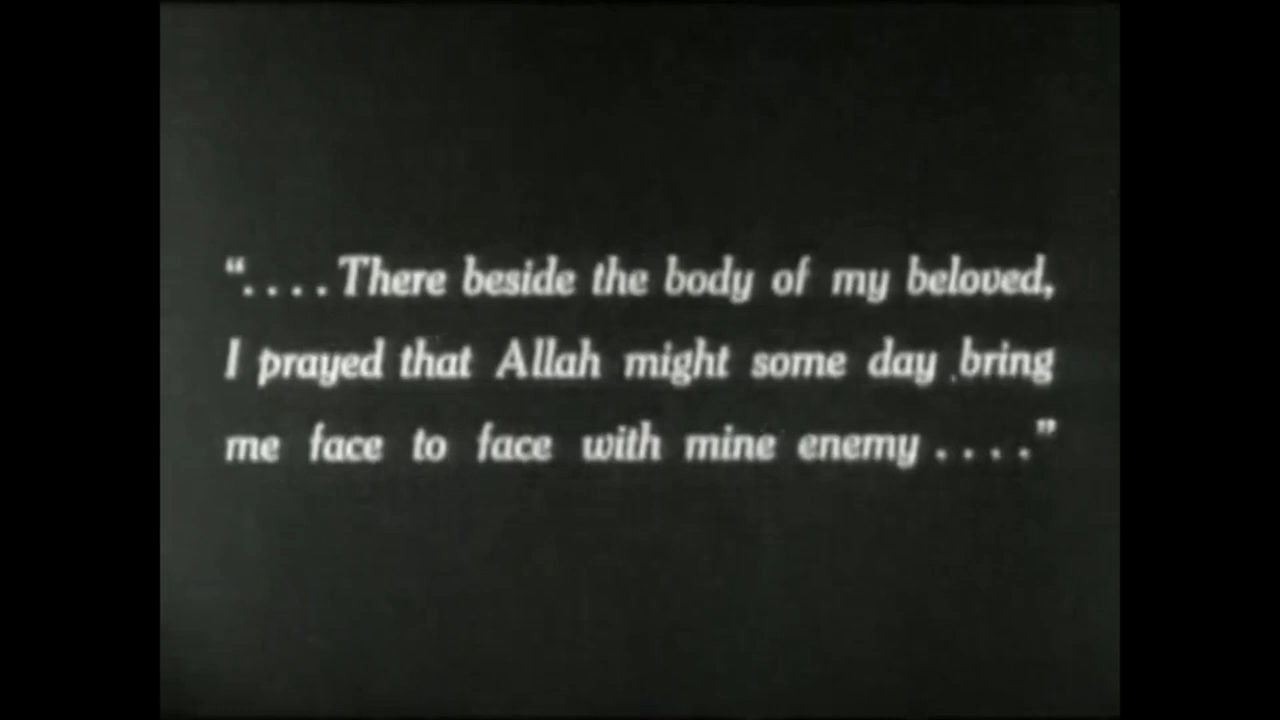 “. . . . There beside the body of my beloved,
I prayed that Allah might some day bring
me face to face with mine enemy . . . .”